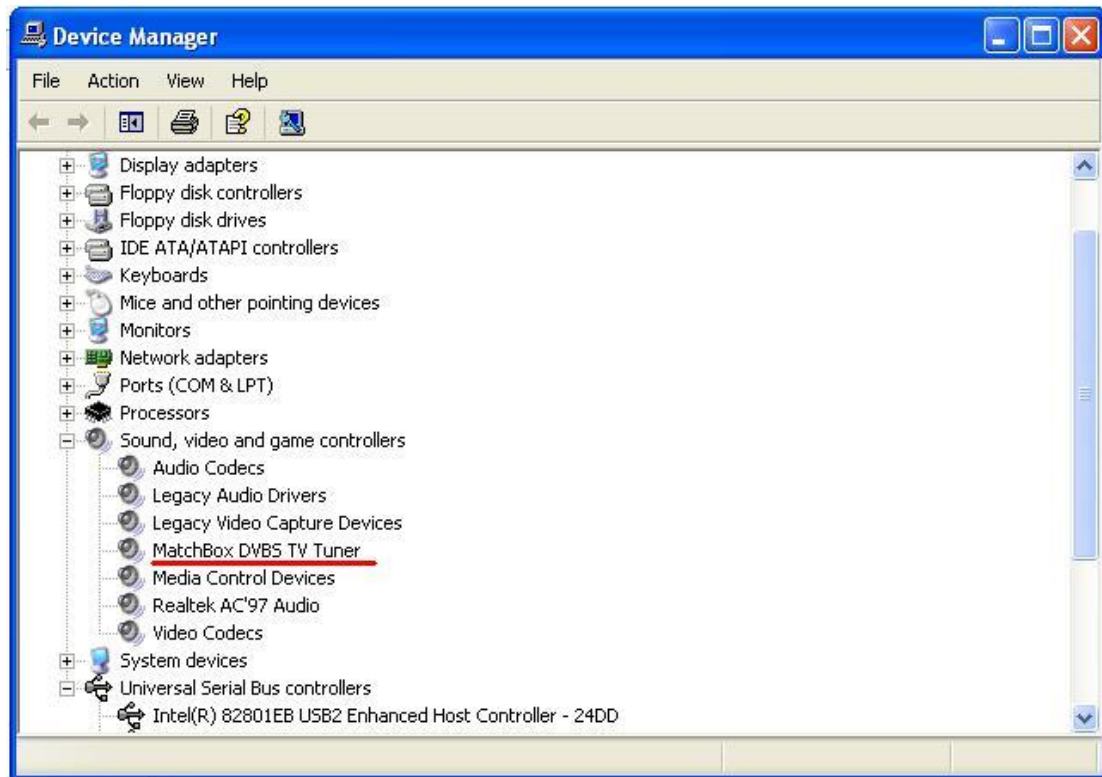 Device Manager
File Action View Help
Display adapters
Floppy disk controllers
Floppy disk drives
IDE ATA/ATAPI controllers
Keyboards
Mice and other pointing devices
Monitors
Network adapters
Ports (COM & LPT)
Processors
Sound, video and game controllers
Audio Codecs
Legacy Audio Drivers
Legacy Video Capture Devices
MatchBox DVBS TV Tuner
Media Control Devices
Realtek AC'97 Audio
Video Codecs
System devices
Universal Serial Bus controllers
Intel(R) 82801EB USB2 Enhanced Host Controller - 24DD